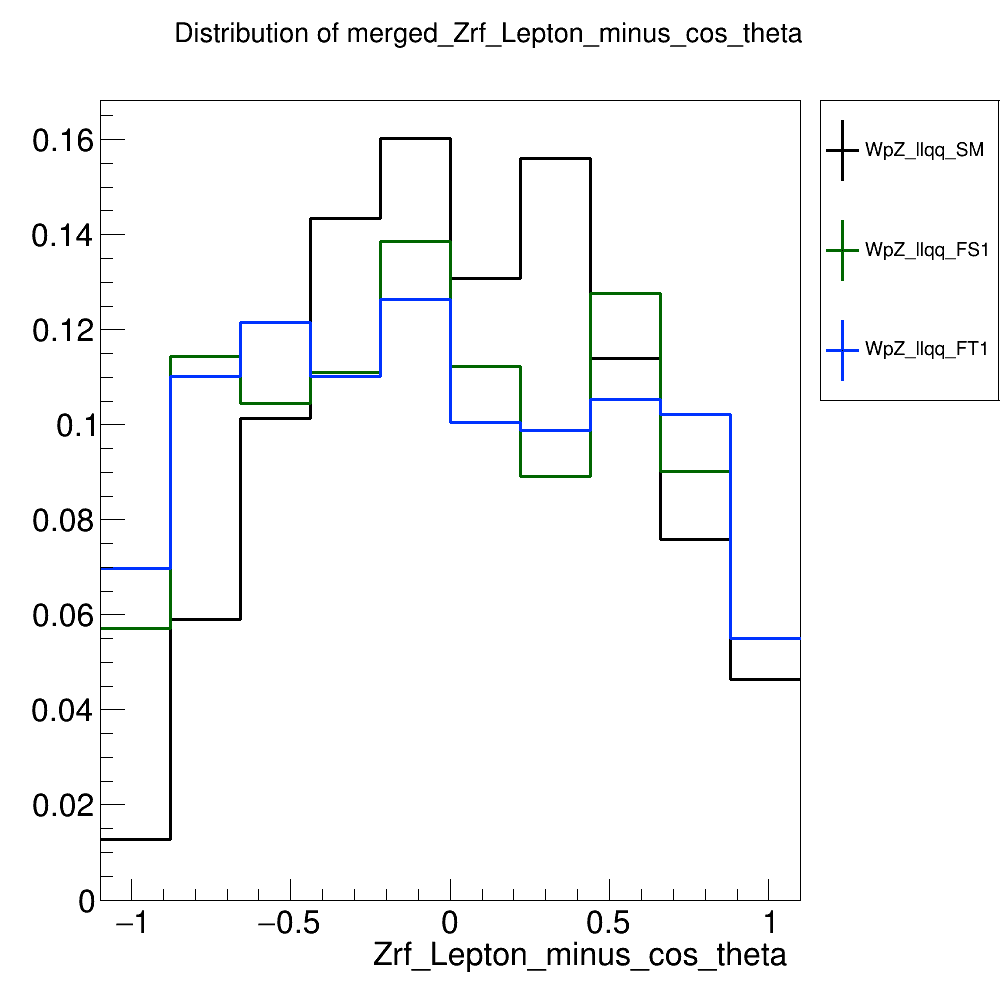 Distribution of merged_Zrf_Lepton_minus_cos_theta
WpZ_llqq_SM
WpZ_llqq_FS1
WpZ_llqq_FT1
0.16
0.14
0.12
0.1
0.08
0.06
0.04
0.02
0
−1 −0.5 0 0.5 1
Zrf_Lepton_minus_cos_theta